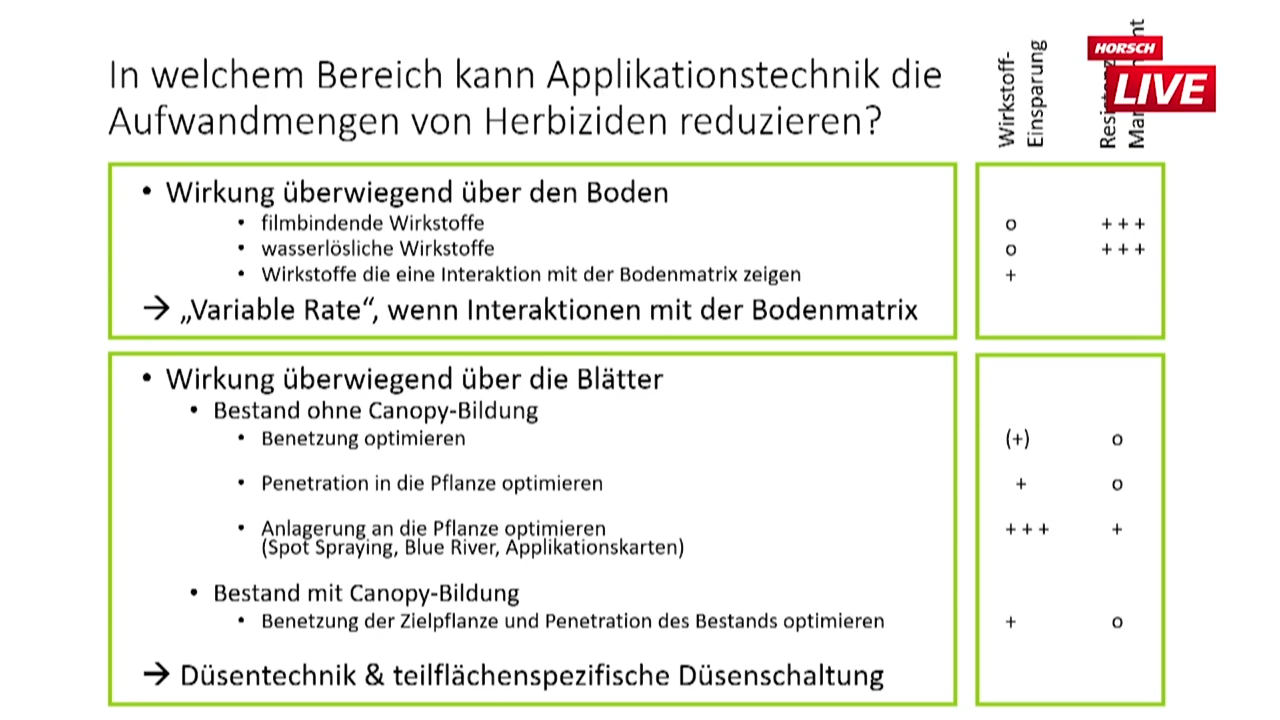 In welchem Bereich kann Applikationstechnik die
Aufwandmengen von Herbiziden reduzieren?
Wirkstoff-
Einsparung
HORSCH
LIVE
• Wirkung überwiegend über den Boden
• filmbindende Wirkstoffe o +++
• wasserlösliche Wirkstoffe o +++
• Wirkstoffe die eine Interaktion mit der Bodenmatrix zeigen +
→ „Variable Rate“, wenn Interaktionen mit der Bodenmatrix
• Wirkung überwiegend über die Blätter
• Bestand ohne Canopy-Bildung
• Benetzung optimieren (+) o
• Penetration in die Pflanze optimieren + o
• Anlagerung an die Pflanze optimieren +++ +
(Spot Spraying, Blue River, Applikationskarten)
• Bestand mit Canopy-Bildung
• Benetzung der Zielpflanze und Penetration des Bestands optimieren + o
→ Düsentechnik & teilflächenspezifische Düsenschaltung